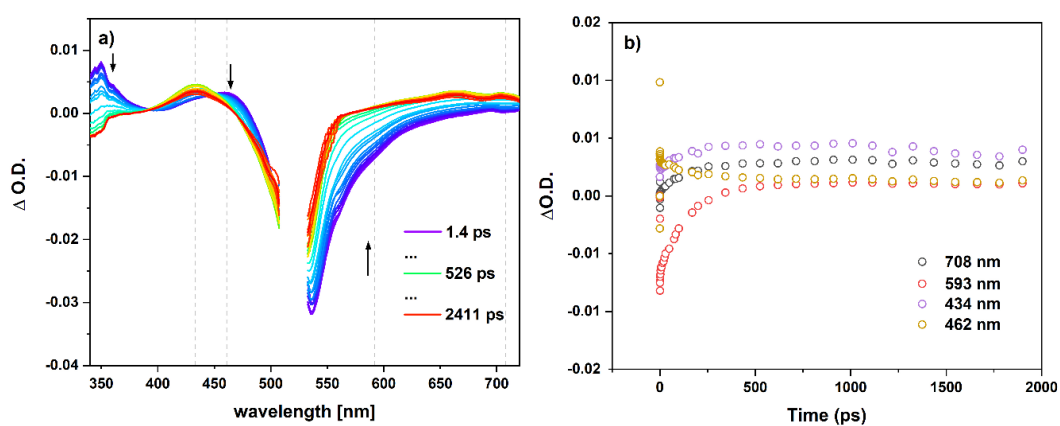 a)
0.01
0.00
-0.01
-0.02
-0.03
-0.04
Δ O.D.
1.4 ps
...
526 ps
...
2411 ps
350 400 450 500 550 600 650 700
wavelength [nm]
b)
0.02
0.01
0.01
0.00
-0.01
-0.01
-0.02
ΔO.D.
708 nm
593 nm
434 nm
462 nm
0 500 1000 1500 2000
Time (ps)